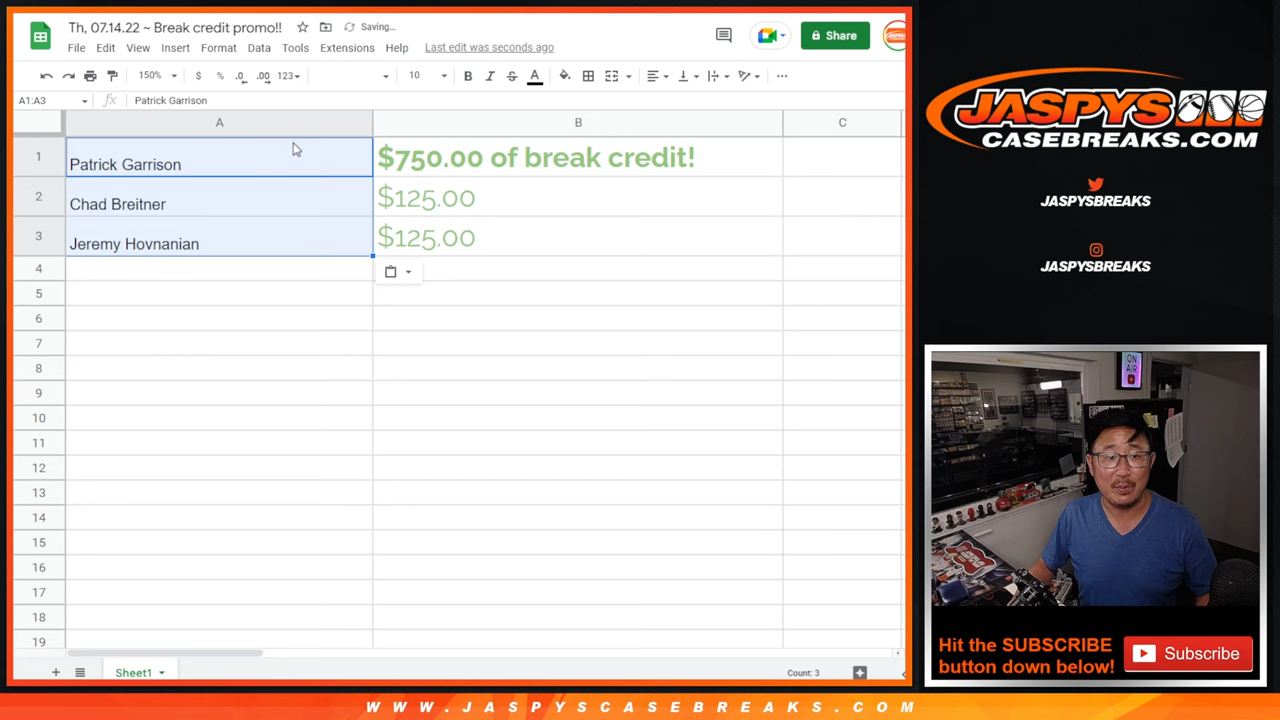 Th, 07.14.22 ~ Break credit promo!!
Saving...
File Edit View Insert Format Data Tools Extensions Help Last edit was seconds ago
Share
150% $ % .0 .00 123 10 B I S A
A1:A3 fx Patrick Garrison
A B C
1 Patrick Garrison $750.00 of break credit!
2 Chad Breitner $125.00
3 Jeremy Hovnanian $125.00
4
5
6
7
8
9
10
11
12
13
14
15
16
17
18
19
Sheet1
Count: 3
JASPYS
CASEBREAKS.COM
JASPYSBREAKS
JASPYSBREAKS
ON
AIR
Hit the SUBSCRIBE
button down below!
Subscribe
WWW.JASPYSCASEBREAKS.COM